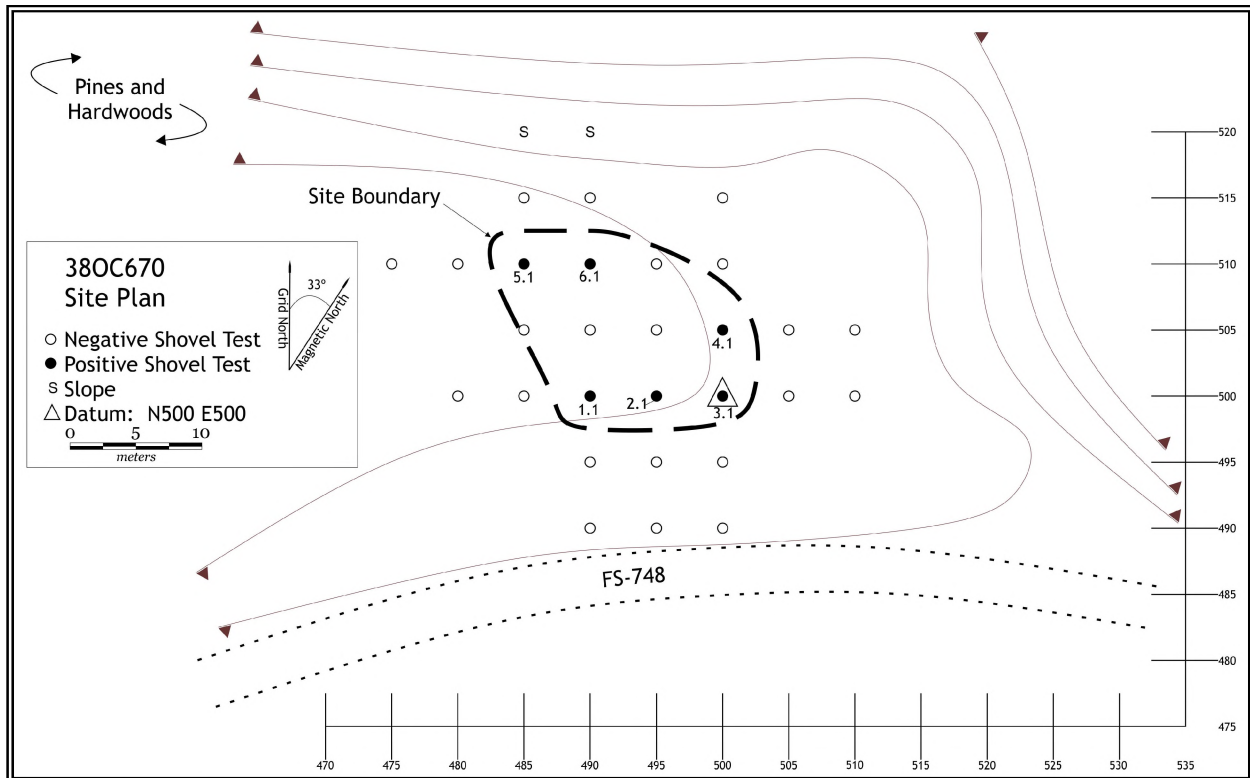 Pines and
Hardwoods
Site Boundary
38OC670
Site Plan
33°
Grid North
Magnetic North
Negative Shovel Test
Positive Shovel Test
S Slope
Datum: N500 E500
0 5 10
meters
S S
5.1 6.1
4.1
1.1 2.1 3.1
FS-748
520
515
510
505
500
495
490
485
480
475
470 475 480 485 490 495 500 505 510 515 520 525 530 535